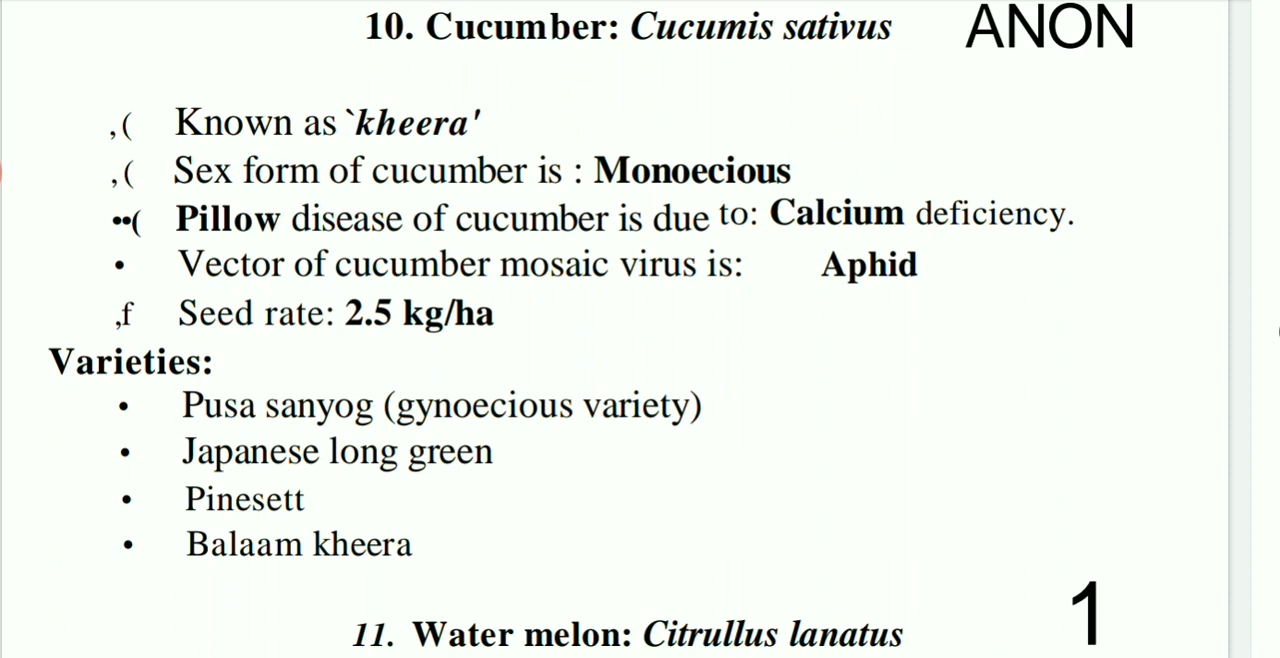 10. Cucumber: Cucumis sativus ANON
,( Known as `kheera'
,( Sex form of cucumber is : Monoecious
••( Pillow disease of cucumber is due to: Calcium deficiency.
• Vector of cucumber mosaic virus is: Aphid
,f Seed rate: 2.5 kg/ha
Varieties:
• Pusa sanyog (gynoecious variety)
• Japanese long green
• Pinesett
• Balaam kheera
11. Water melon: Citrullus lanatus 1